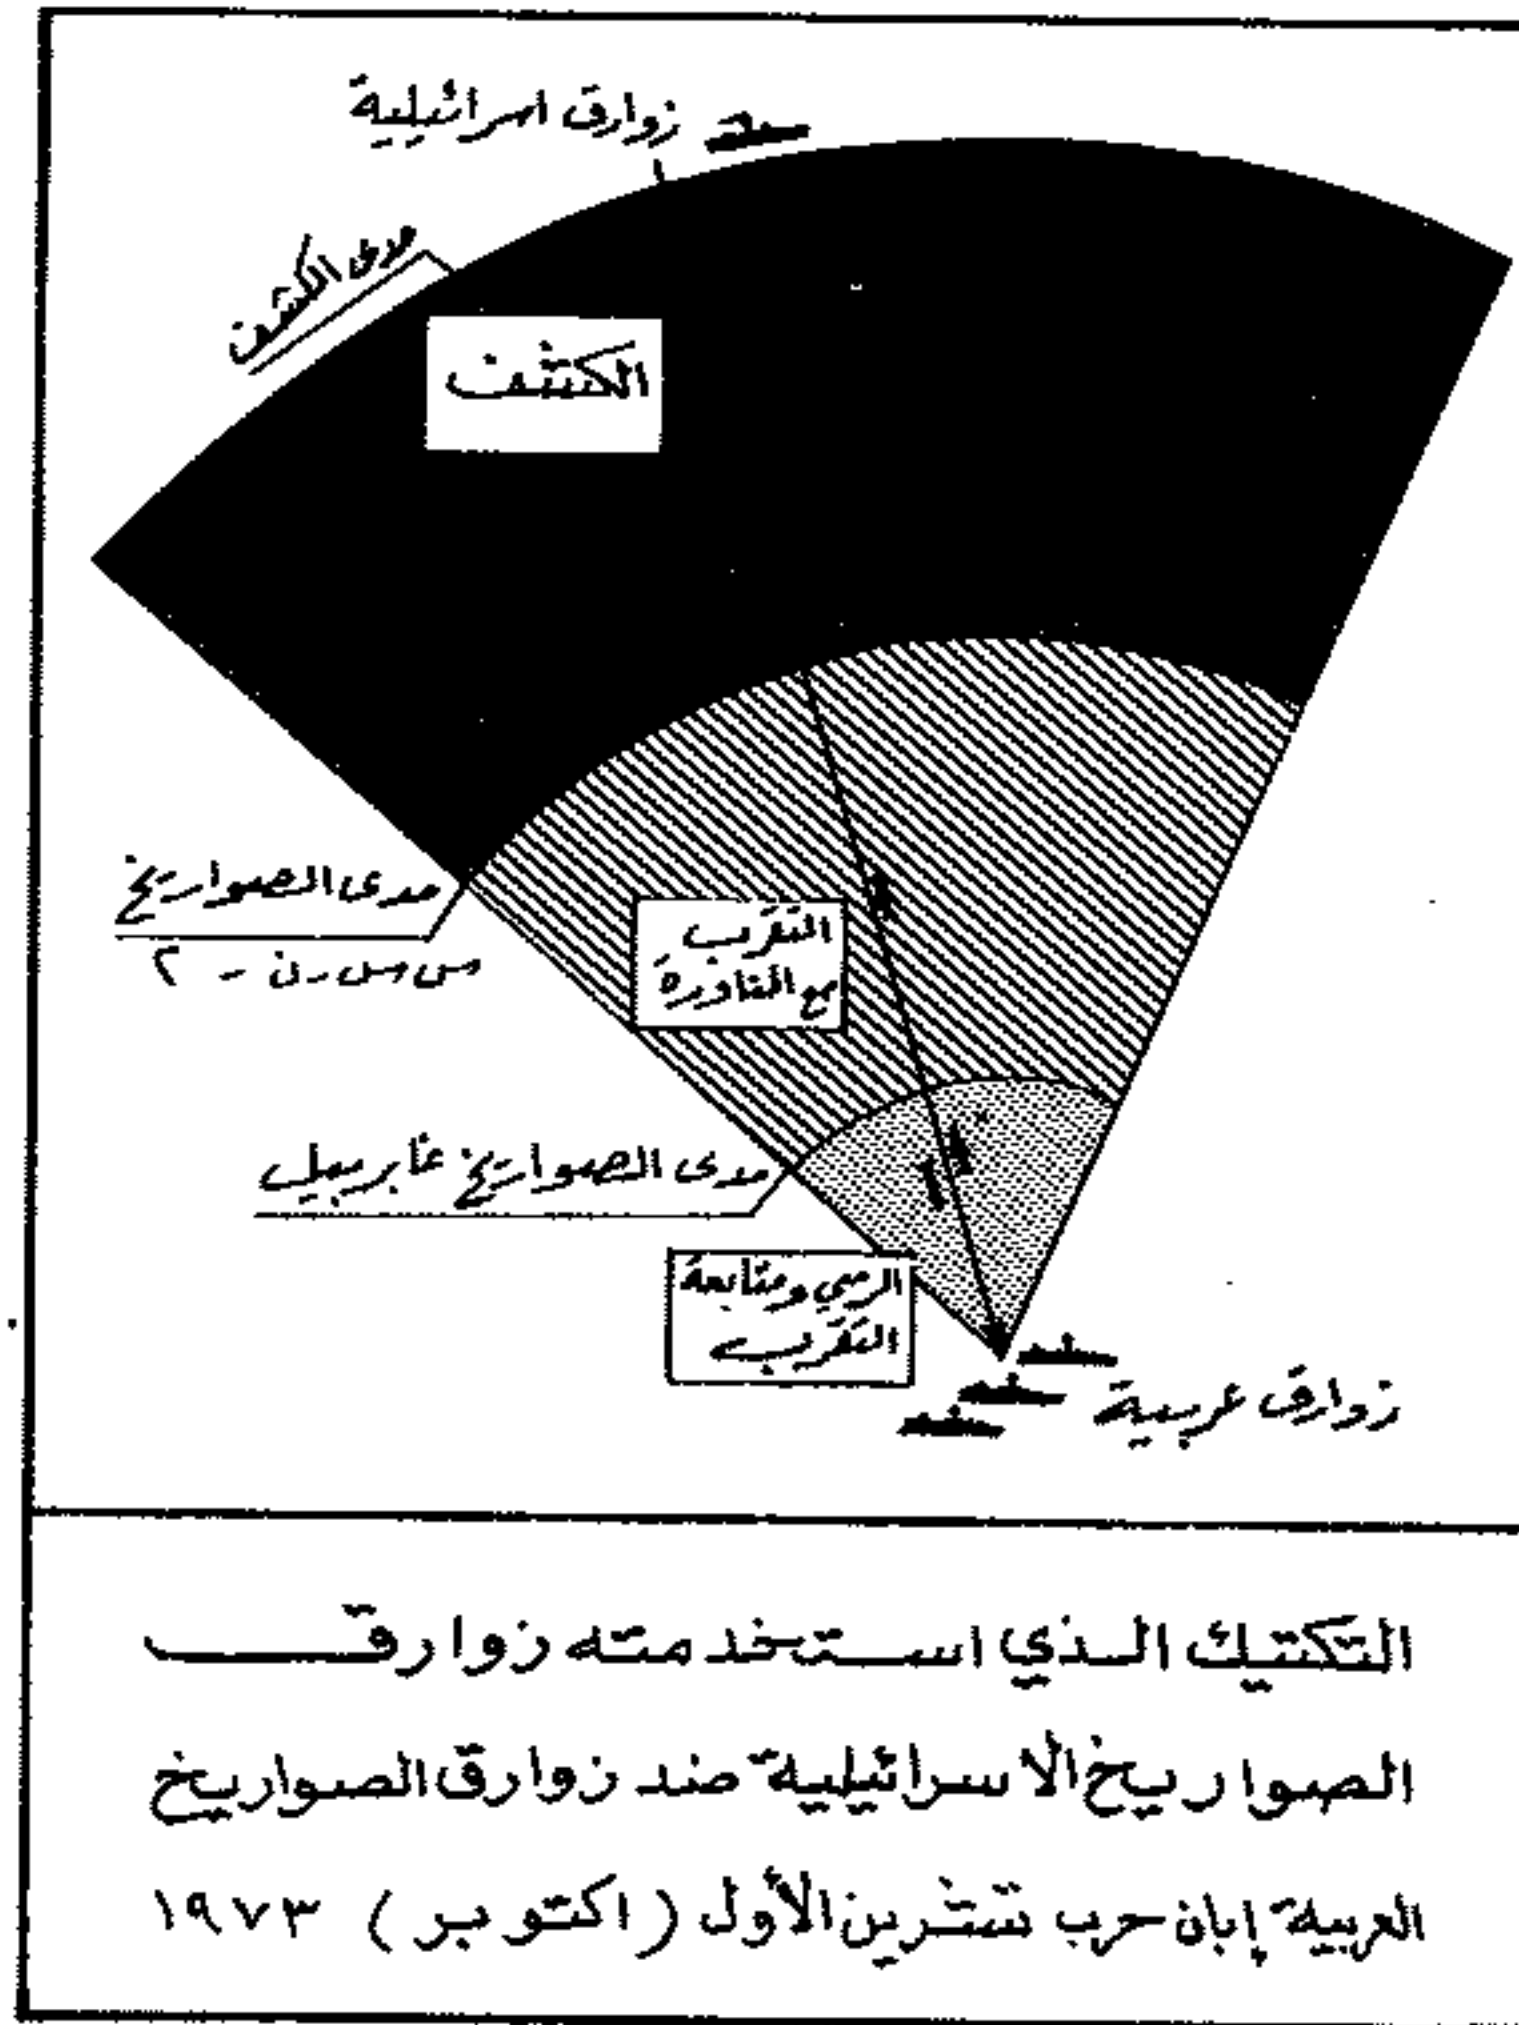 زوارق اسرائيلية
مدى الكشف
الكشف
مدى الصواريخ
س س ـ ن ـ ٢
التقرب
مع المناورة
مدى الصواريخ غابرييل
الرمي ومتابعة
التقرب
زوارق عربية
التكتيك الذي استخدمته زوارق
الصواريخ الاسرائيلية ضد زوارق الصواريخ
العربية إبان حرب تشرين الأول (اكتوبر) ١٩٧٣